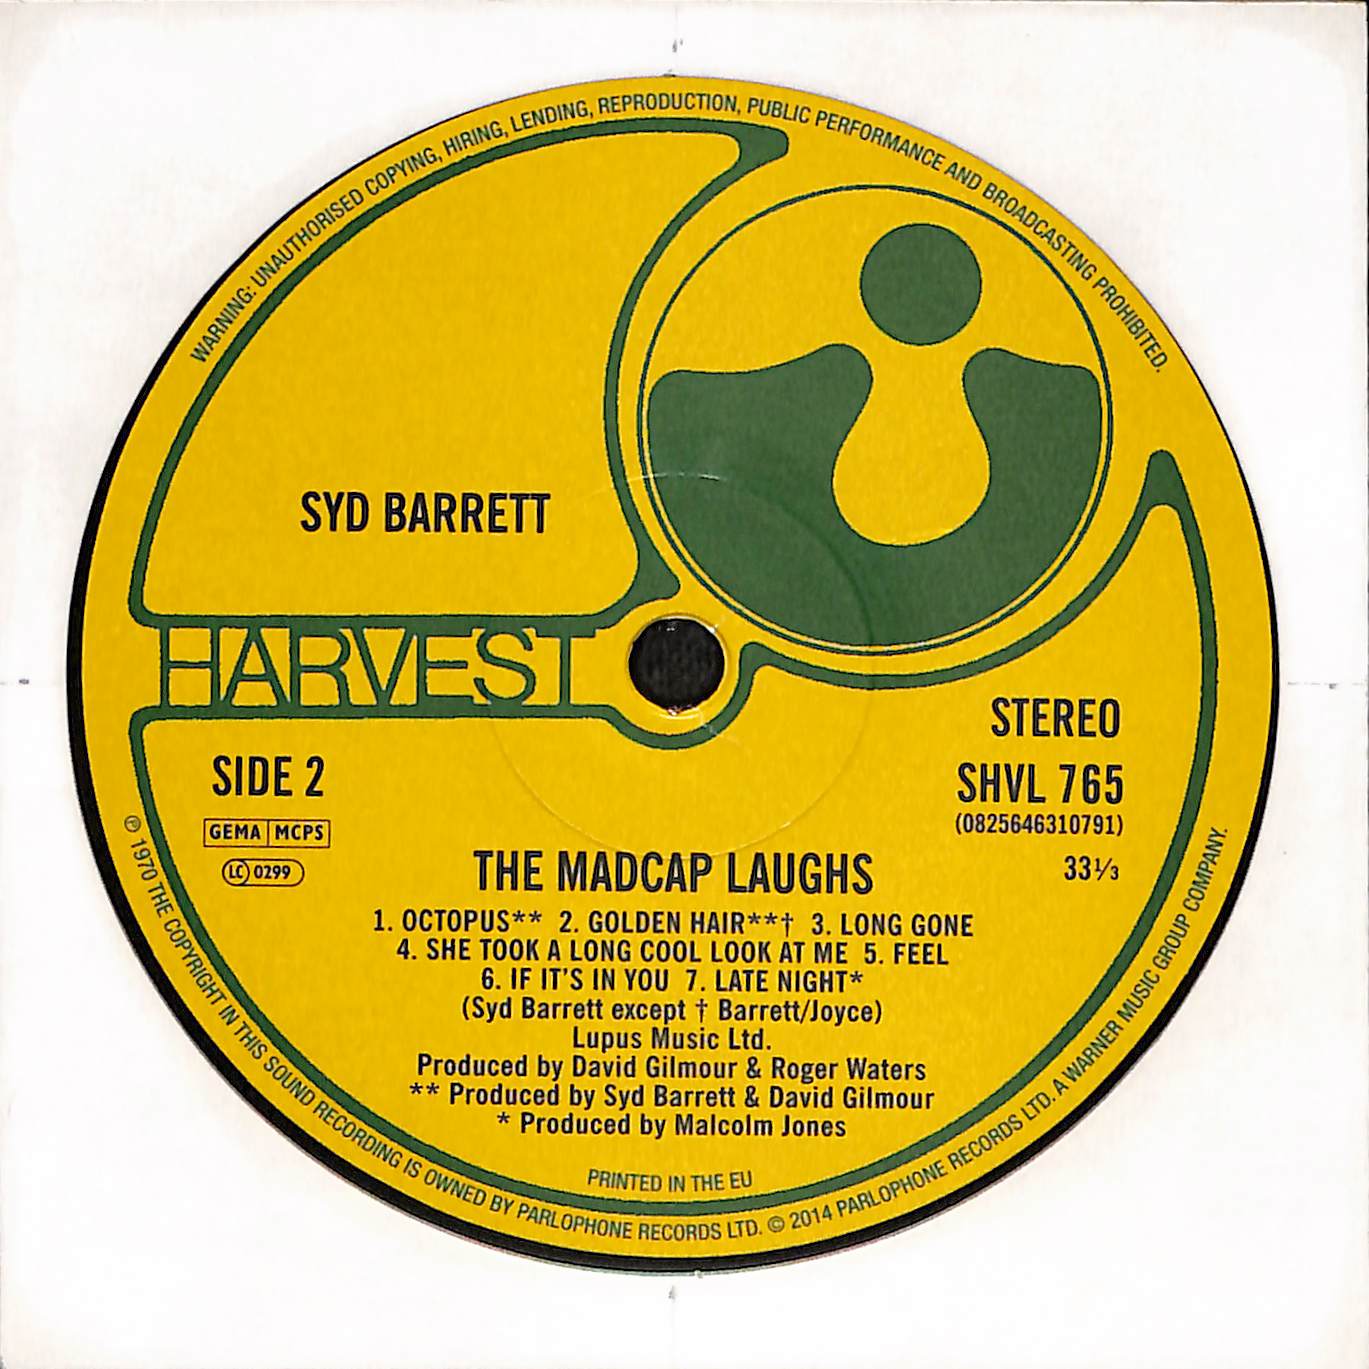 WARNING: UNAUTHORISED COPYING, HIRING, LENDING, REPRODUCTION, PUBLIC PERFORMANCE AND BROADCASTING PROHIBITED.
SYD BARRETT
HARVEST
STEREO
SIDE 2
SHVL 765
(0825646310791)
GEMA MCPS
LC 0299
33⅓
THE MADCAP LAUGHS
1. OCTOPUS** 2. GOLDEN HAIR**† 3. LONG GONE
4. SHE TOOK A LONG COOL LOOK AT ME 5. FEEL
6. IF IT'S IN YOU 7. LATE NIGHT*
(Syd Barrett except † Barrett/Joyce)
Lupus Music Ltd.
Produced by David Gilmour & Roger Waters
** Produced by Syd Barrett & David Gilmour
* Produced by Malcolm Jones
PRINTED IN THE EU
℗ 1970 THE COPYRIGHT IN THIS SOUND RECORDING IS OWNED BY PARLOPHONE RECORDS LTD. © 2014 PARLOPHONE RECORDS LTD. A WARNER MUSIC GROUP COMPANY.